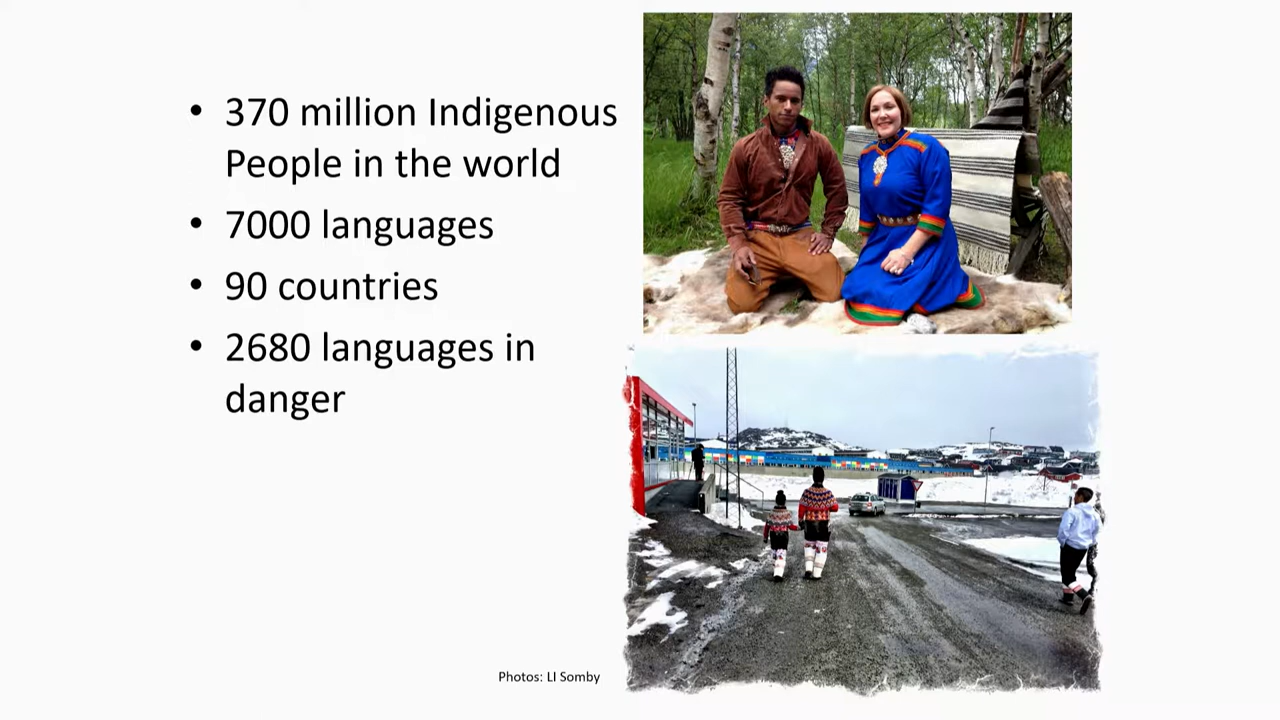 • 370 million Indigenous
People in the world
• 7000 languages
• 90 countries
• 2680 languages in
danger
Photos: LI Somby